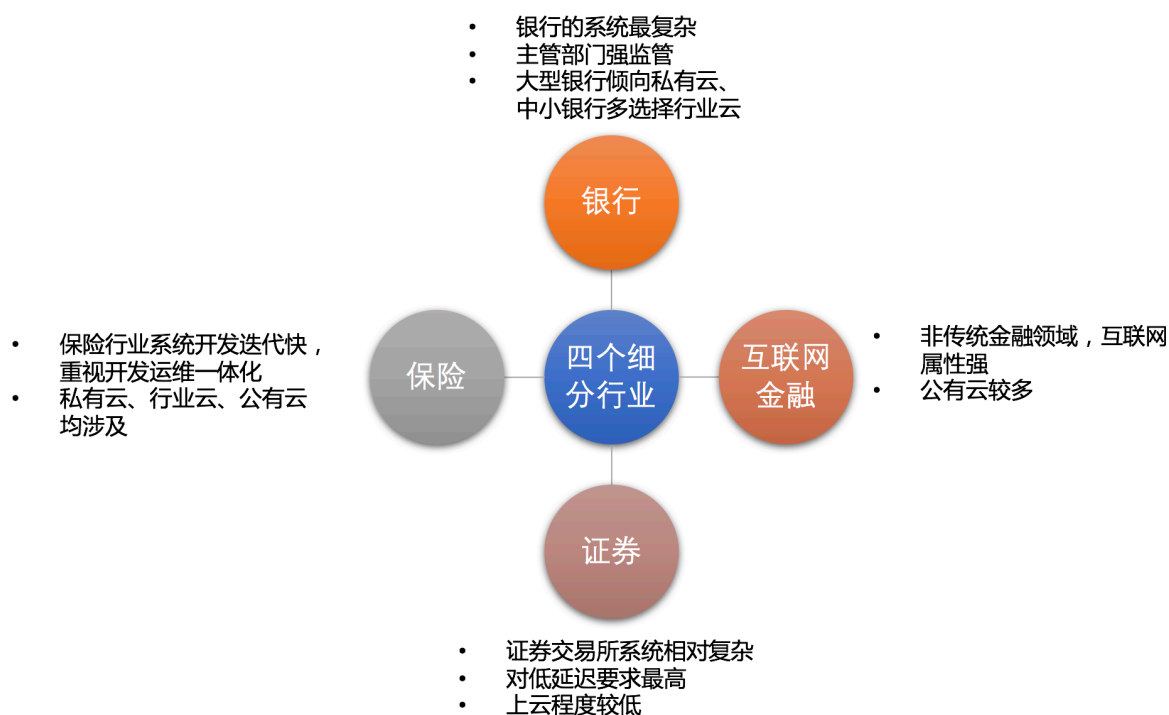 • 银行的系统最复杂
• 主管部门强监管
• 大型银行倾向私有云、
中小银行多选择行业云
银行
• 保险行业系统开发迭代快，
重视开发运维一体化
• 私有云、行业云、公有云
均涉及
保险
四个细
分行业
互联网
金融
• 非传统金融领域，互联网
属性强
• 公有云较多
证券
• 证券交易所系统相对复杂
• 对低延迟要求最高
• 上云程度较低